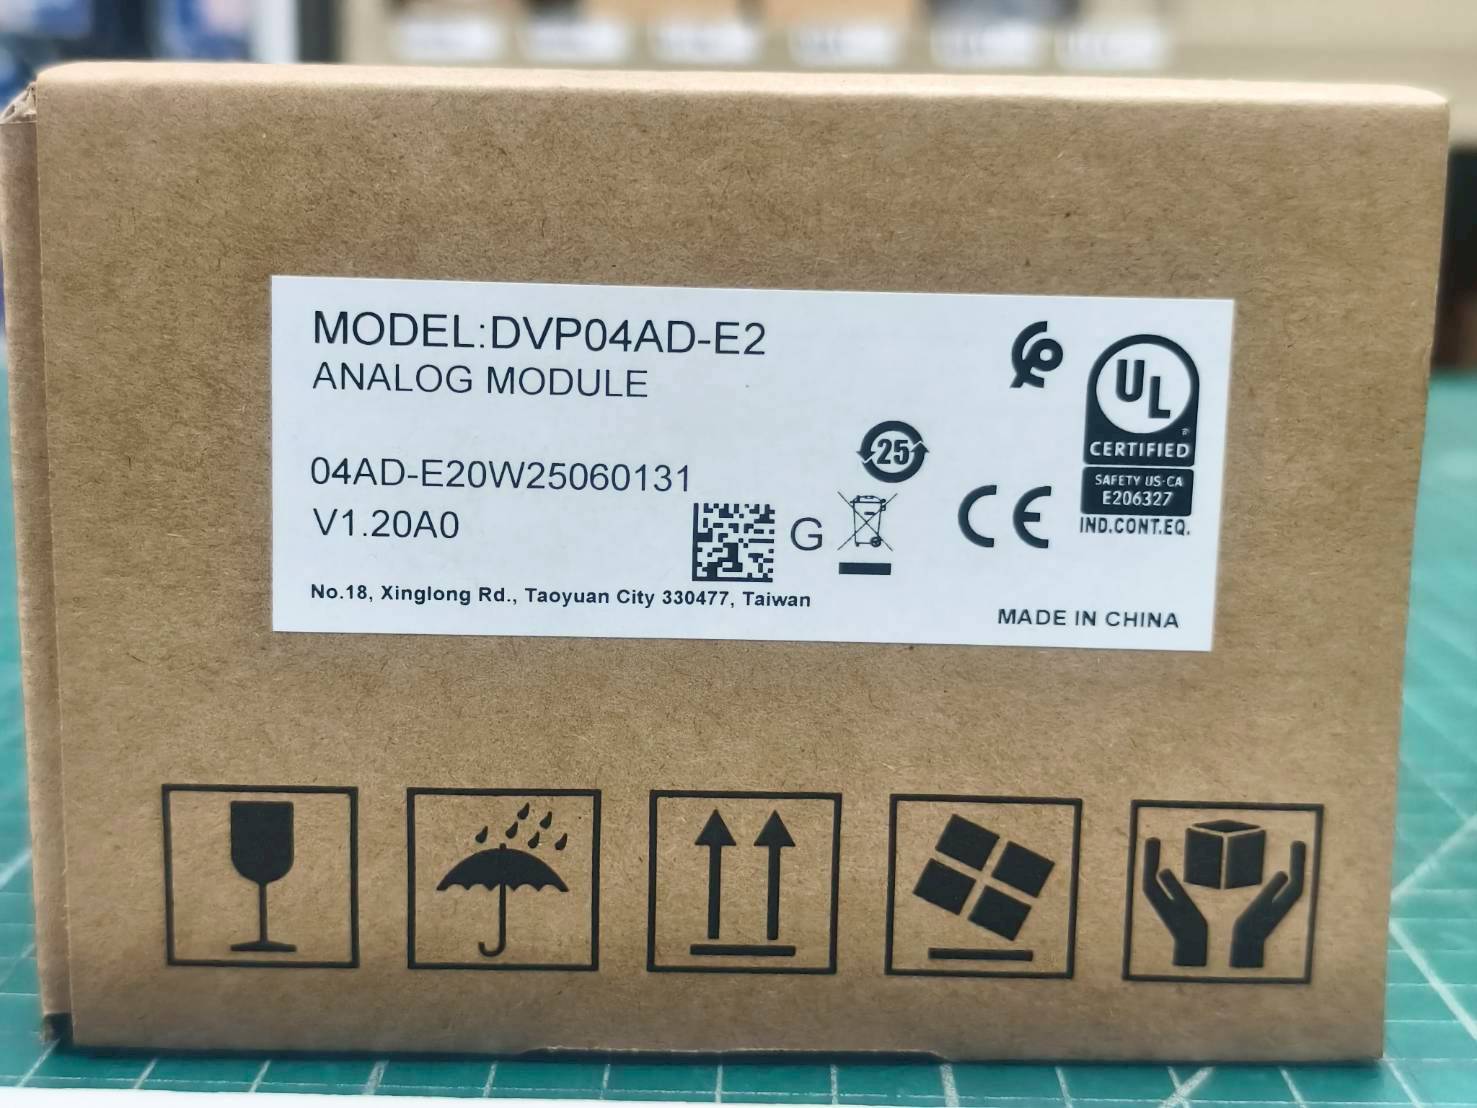 MODEL:DVP04AD-E2
ANALOG MODULE
04AD-E20W25060131
V1.20A0
No.18, Xinglong Rd., Taoyuan City 330477, Taiwan
G
25
CE
UL
®
CERTIFIED
SAFETY US-CA
E206327
IND.CONT.EQ.
MADE IN CHINA